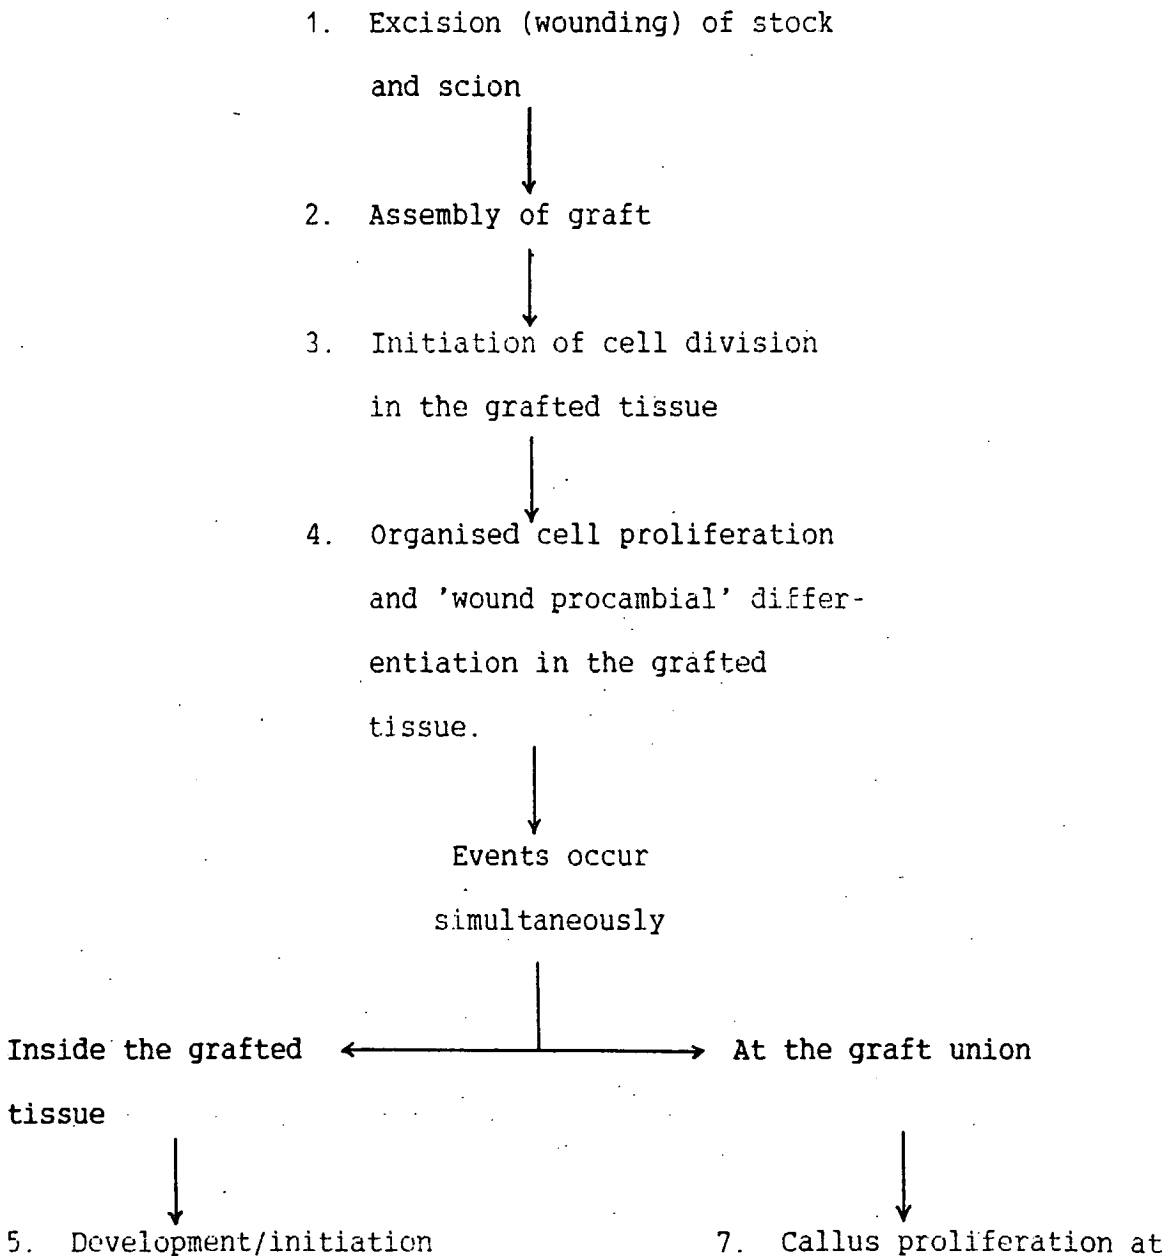 1. Excision (wounding) of stock
and scion
2. Assembly of graft
3. Initiation of cell division
in the grafted tissue
4. Organised cell proliferation
and 'wound procambial' differ-
entiation in the grafted
tissue.
Events occur
simultaneously
Inside the grafted
tissue
At the graft union
5. Development/initiation
7. Callus proliferation at